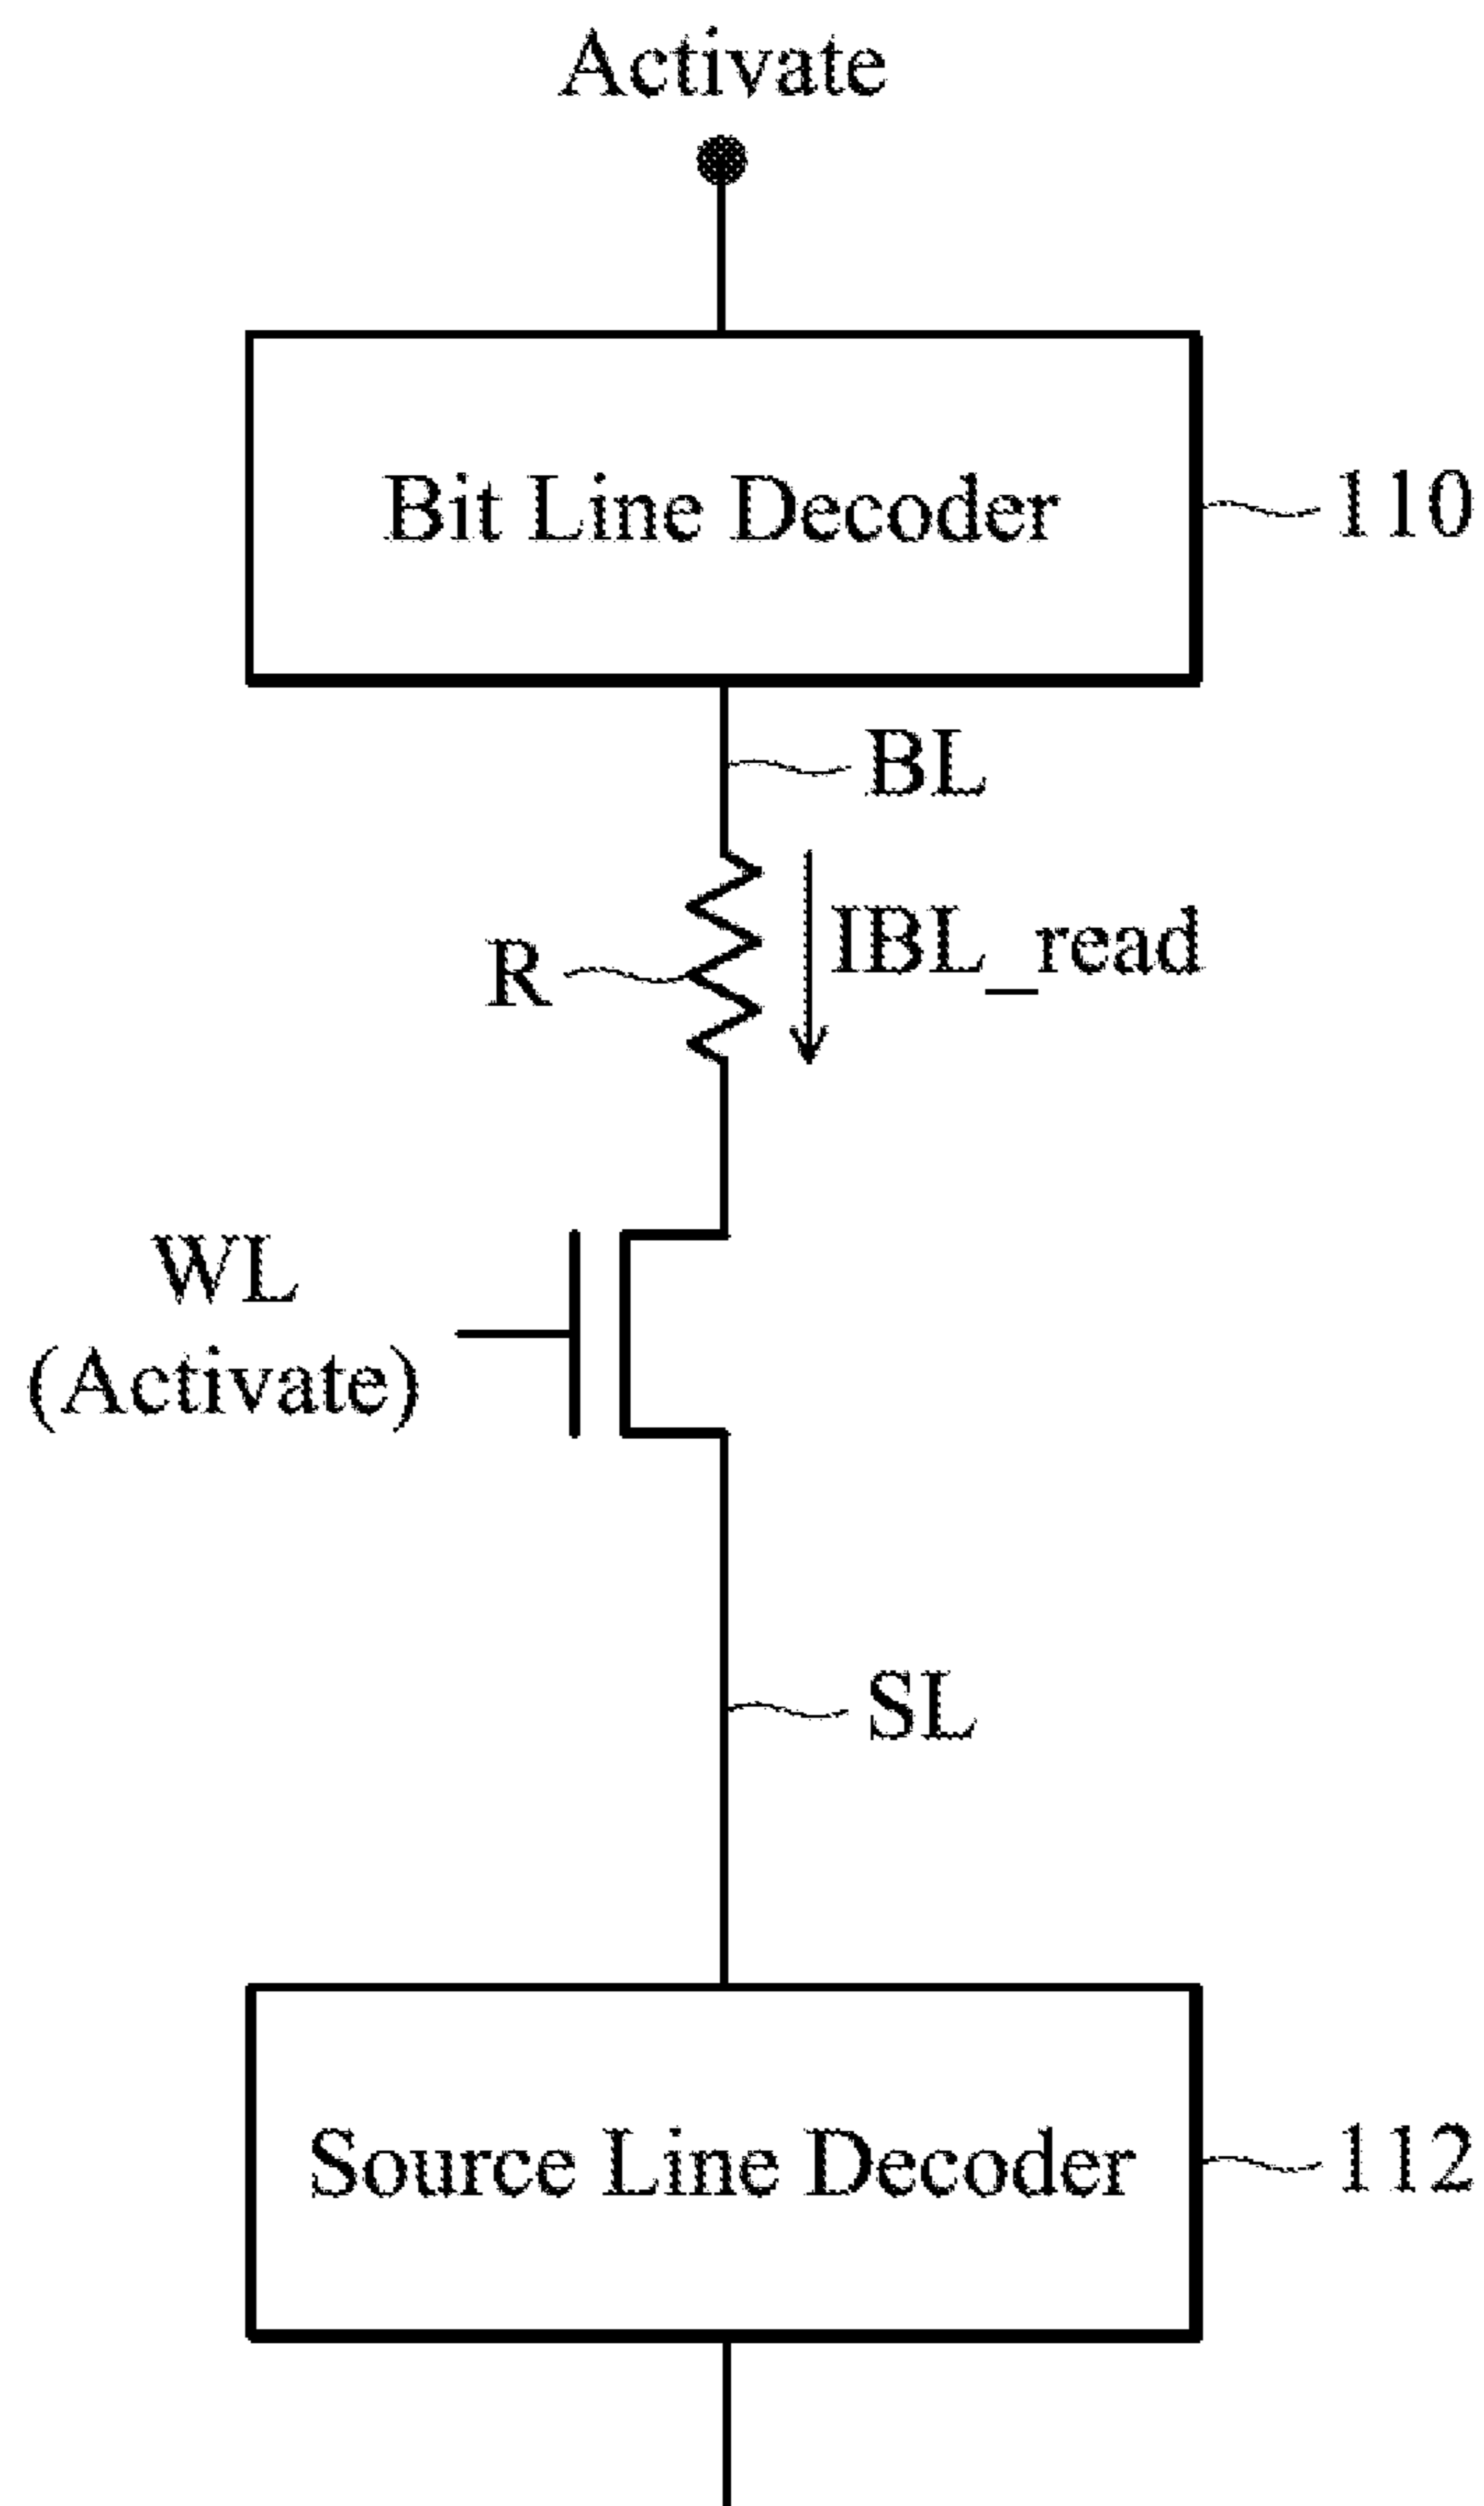 Activate
Bit Line Decoder
110
BL
IBL_read
R
WL
(Activate)
SL
Source Line Decoder
112